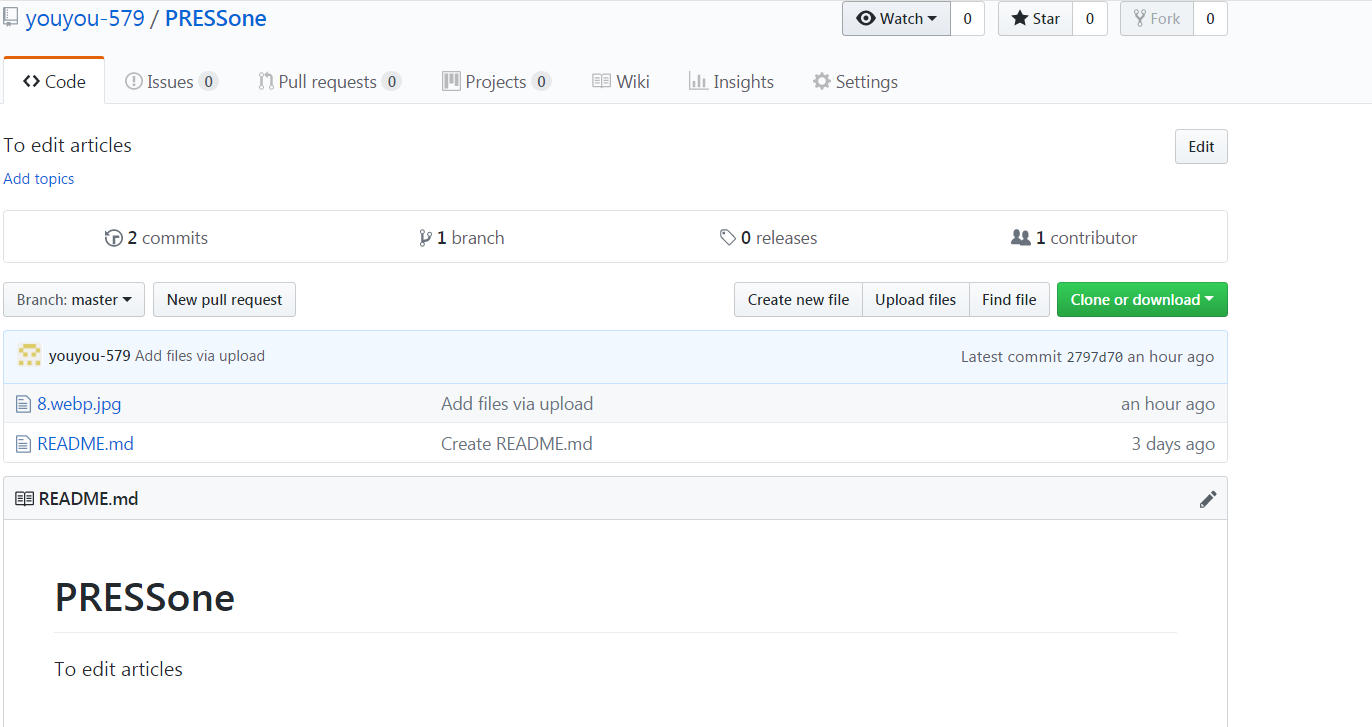 youyou-579 / PRESSone Watch 0 Star 0 Fork 0
Code Issues 0 Pull requests 0 Projects 0 Wiki Insights Settings
To edit articles Edit
Add topics
2 commits 1 branch 0 releases 1 contributor
Branch: master New pull request Create new file Upload files Find file Clone or download
youyou-579 Add files via upload Latest commit 2797d70 an hour ago
8.webp.jpg Add files via upload an hour ago
README.md Create README.md 3 days ago
README.md
PRESSone
To edit articles